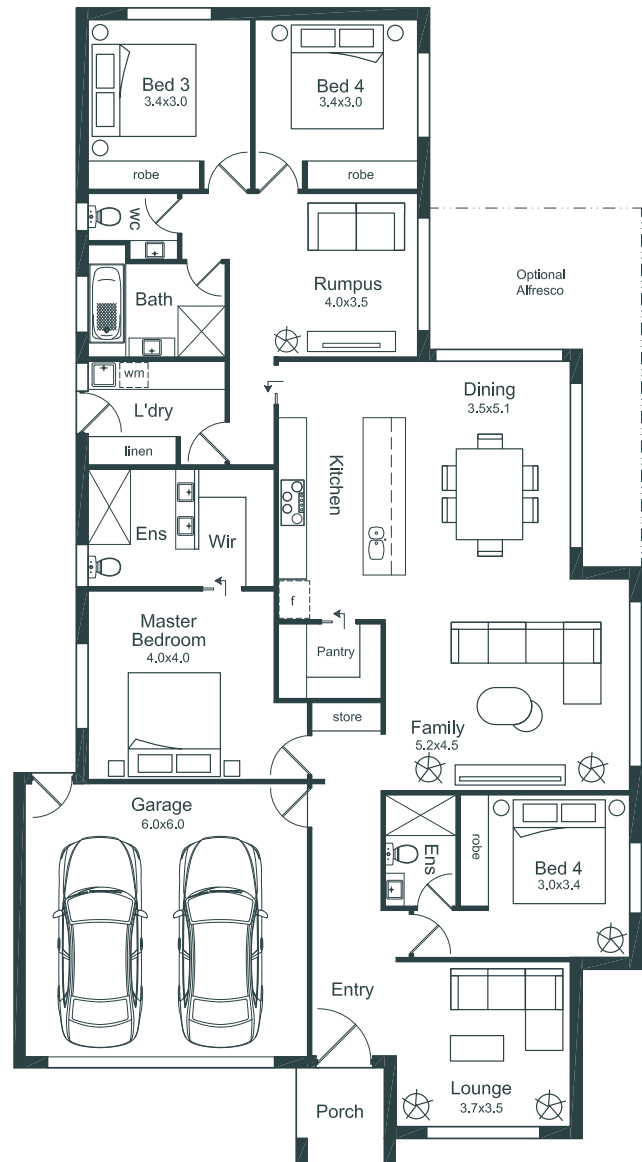 Bed 3
3.4x3.0
Bed 4
3.4x3.0
robe
robe
WC
Rumpus
4.0x3.5
Optional
Alfresco
Bath
wm
L'dry
linen
Dining
3.5x5.1
Kitchen
Ens
Wir
f
Pantry
Master
Bedroom
4.0x4.0
store
Family
5.2x4.5
Garage
6.0x6.0
Ens
robe
Bed 4
3.0x3.4
Entry
Lounge
3.7x3.5
Porch